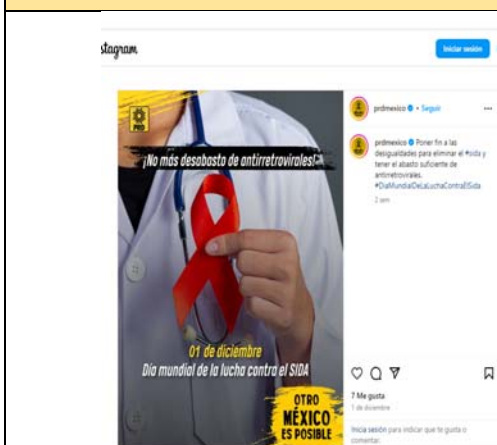 stagram
Iniciar sesión
PRD
¡No más desabasto de antirretrovirales!
01 de diciembre
Día mundial de la lucha contra el SIDA
OTRO
MÉXICO
ES POSIBLE
prdmexico • Seguir
prdmexico Poner fin a las
desigualdades para eliminar el #sida y
tener el abasto suficiente de
antirretrovirales.
#DiaMundialDeLaLuchaContraElSida
2 sem
7 Me gusta
1 de diciembre
Inicia sesión para indicar que te gusta o
comentar.